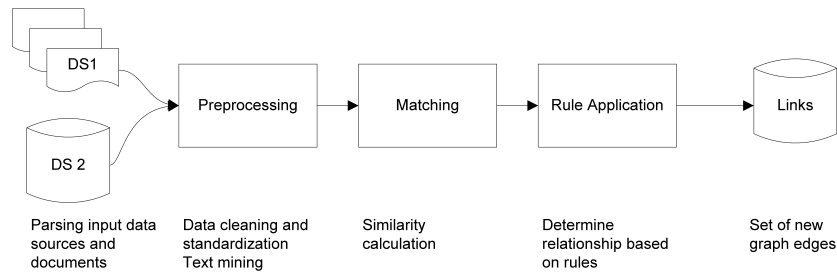 DS1
DS 2
Preprocessing
Matching
Rule Application
Links
Parsing input data
sources and
documents
Data cleaning and
standardization
Text mining
Similarity
calculation
Determine
relationship based
on rules
Set of new
graph edges